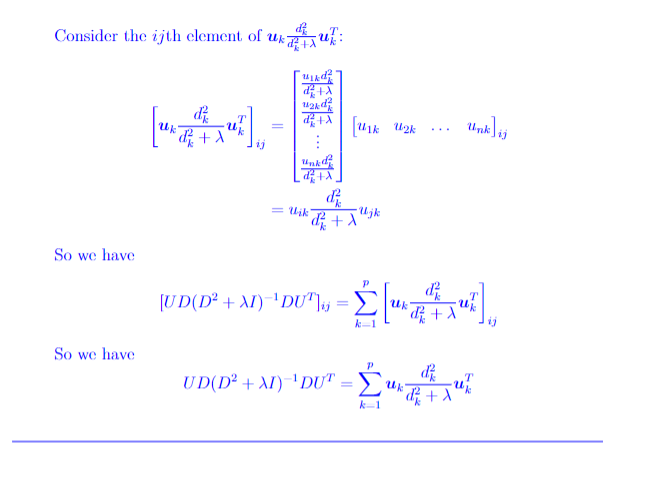 Consider the $ij$th element of $\boldsymbol{u}_k \frac{d_k^2}{d_k^2+\lambda} \boldsymbol{u}_k^T$:
$\left[\boldsymbol{u}_k \frac{d_k^2}{d_k^2+\lambda} \boldsymbol{u}_k^T\right]_{ij} = \begin{bmatrix} \frac{u_{1k}d_k^2}{d_k^2+\lambda} \\ \frac{u_{2k}d_k^2}{d_k^2+\lambda} \\ \vdots \\ \frac{u_{nk}d_k^2}{d_k^2+\lambda} \end{bmatrix} \begin{bmatrix} u_{1k} & u_{2k} & \dots & u_{nk} \end{bmatrix}_{ij}$
$= u_{ik} \frac{d_k^2}{d_k^2+\lambda} u_{jk}$
So we have
$[UD(D^2+\lambda I)^{-1}DU^T]_{ij} = \sum_{k=1}^{p} \left[\boldsymbol{u}_k \frac{d_k^2}{d_k^2+\lambda} \boldsymbol{u}_k^T\right]_{ij}$
So we have
$UD(D^2+\lambda I)^{-1}DU^T = \sum_{k=1}^{p} \boldsymbol{u}_k \frac{d_k^2}{d_k^2+\lambda} \boldsymbol{u}_k^T$